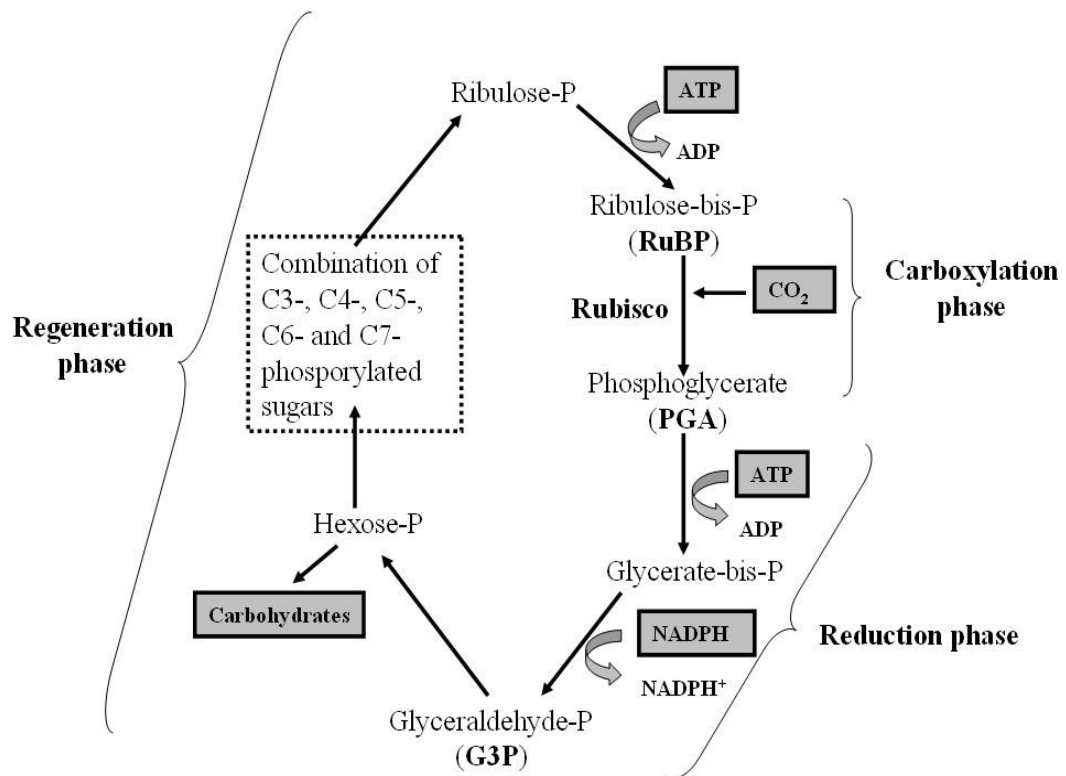 Ribulose-P
ATP
ADP
Ribulose-bis-P
(RuBP)
Carboxylation
phase
CO₂
Rubisco
Phosphoglycerate
(PGA)
ATP
ADP
Glycerate-bis-P
Reduction phase
NADPH
NADPH⁺
Glyceraldehyde-P
(G3P)
Hexose-P
Carbohydrates
Combination of
C3-, C4-, C5-,
C6- and C7-
phosporylated
sugars
Regeneration
phase